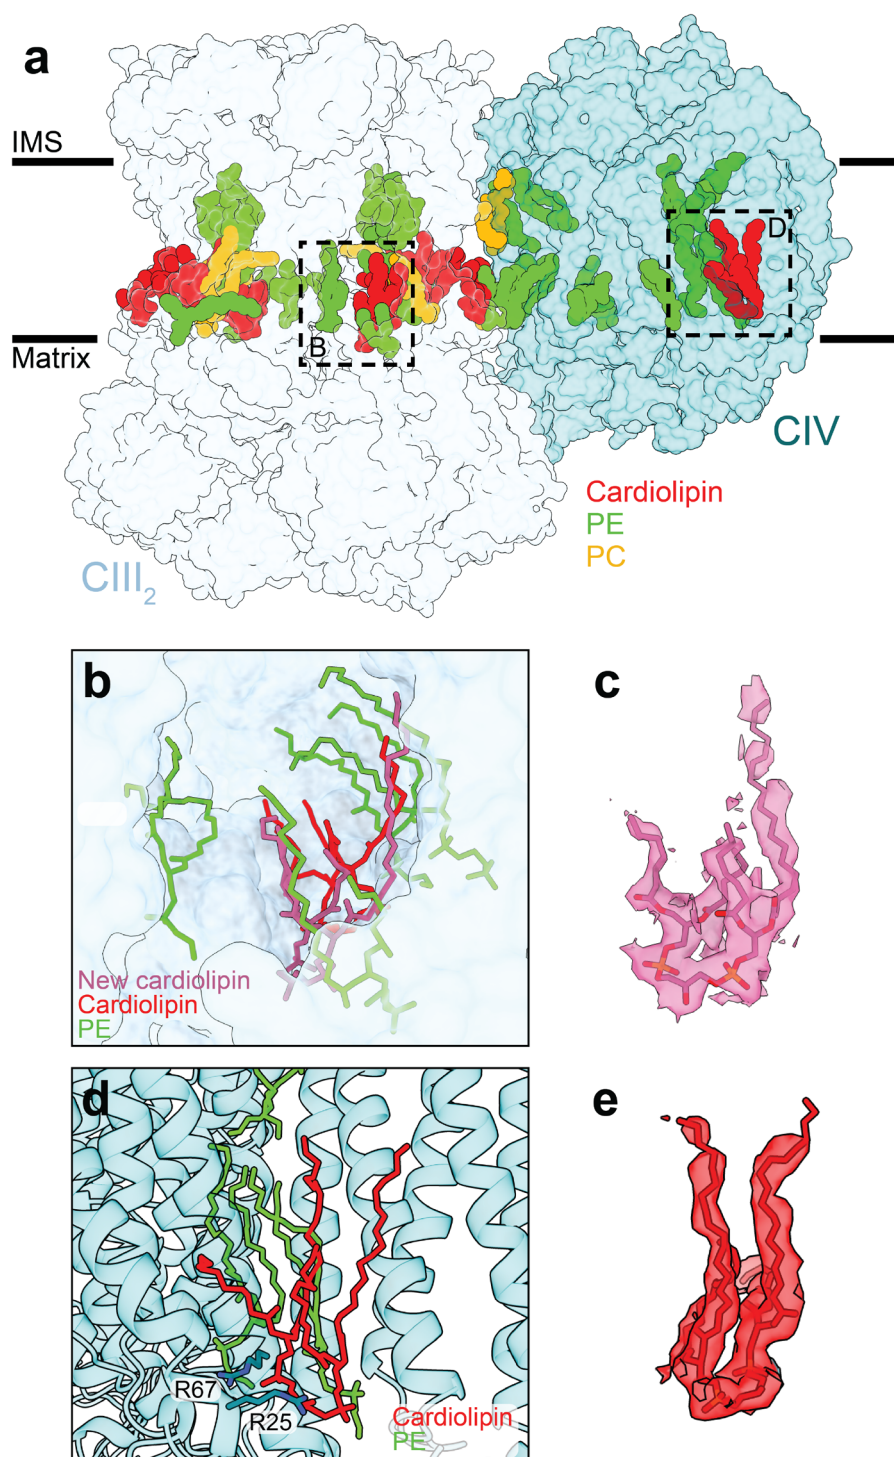 a
IMS
D
B
Matrix
CIV
Cardiolipin
PE
PC
CIII₂
b
c
New cardiolipin
Cardiolipin
PE
d
e
R67
R25
Cardiolipin
PE